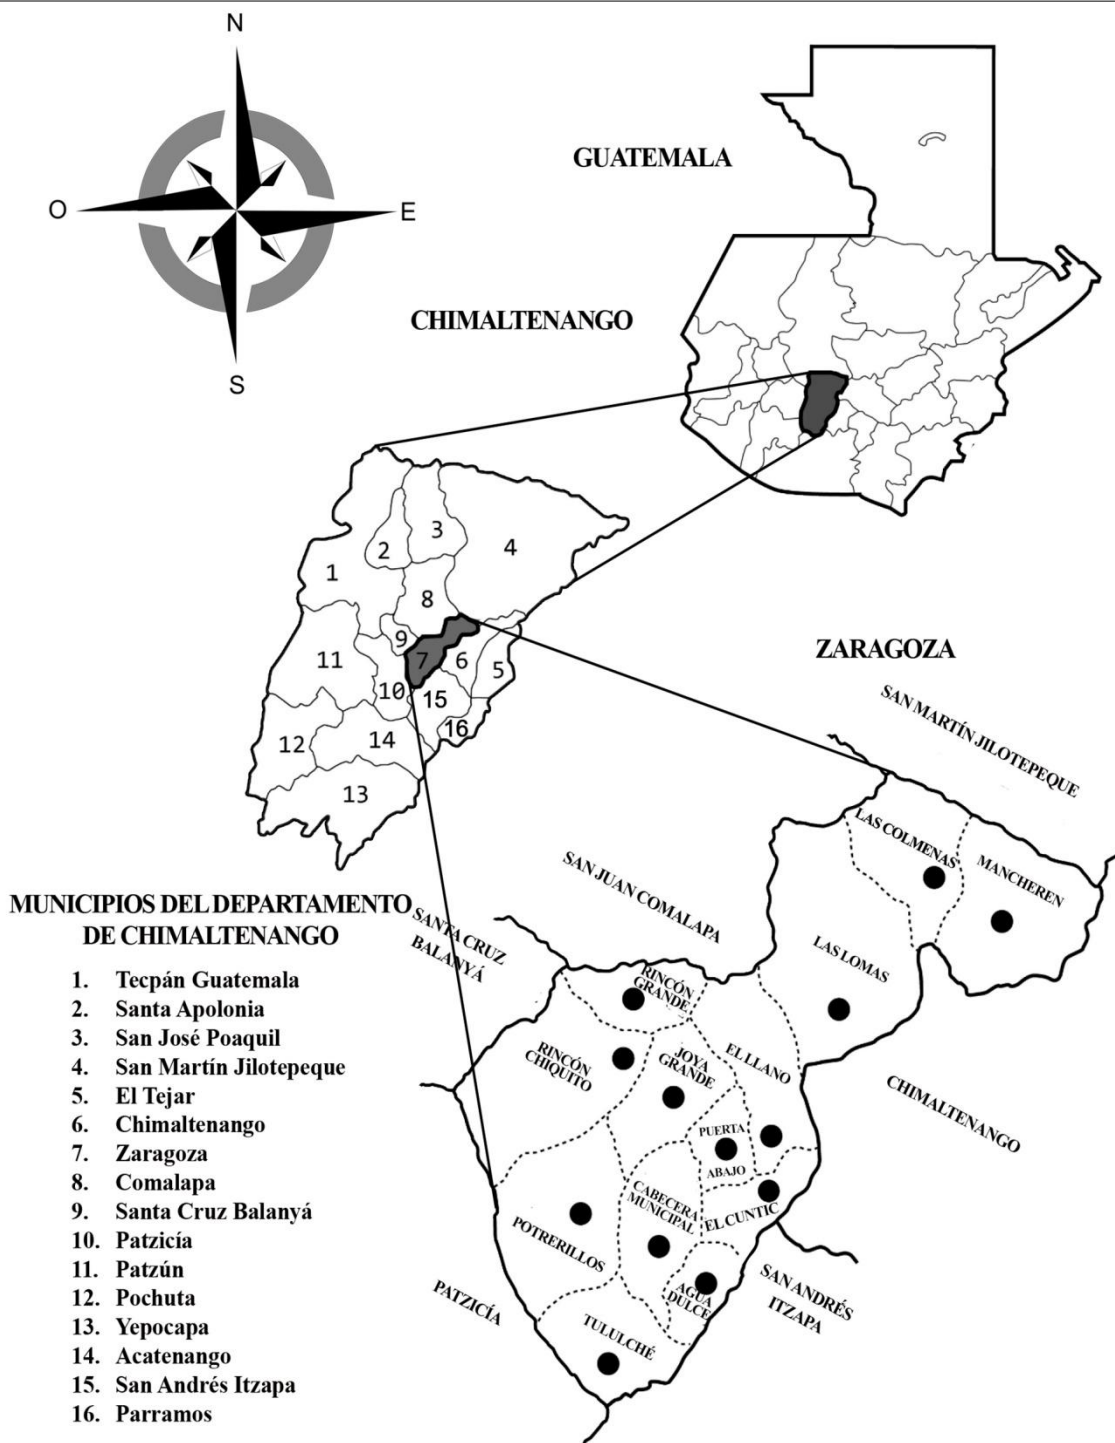 N
O
E
S
GUATEMALA
CHIMALTENANGO
1
2
3
4
8
9
7
6
5
11
10
15
16
12
14
13
ZARAGOZA
SAN MARTÍN JILOTEPEQUE
LAS COLMENAS
MANCHEREN
SAN JUAN COMALAPA
SANTA CRUZ
BALANYÁ
LAS LOMAS
RINCÓN
GRANDE
RINCÓN
CHIQUITO
JOYA
GRANDE
EL LLANO
CHIMALTENANGO
PUERTA
ABAJO
CABECERA
MUNICIPAL
EL CUNTIC
POTRERILLOS
AGUA
DULCE
SAN ANDRÉS
ITZAPA
PATZICÍA
TULULCHÉ
MUNICIPIOS DEL DEPARTAMENTO
DE CHIMALTENANGO
1. Tecpán Guatemala
2. Santa Apolonia
3. San José Poaquil
4. San Martín Jilotepeque
5. El Tejar
6. Chimaltenango
7. Zaragoza
8. Comalapa
9. Santa Cruz Balanyá
10. Patzicía
11. Patzún
12. Pochuta
13. Yepocapa
14. Acatenango
15. San Andrés Itzapa
16. Parramos